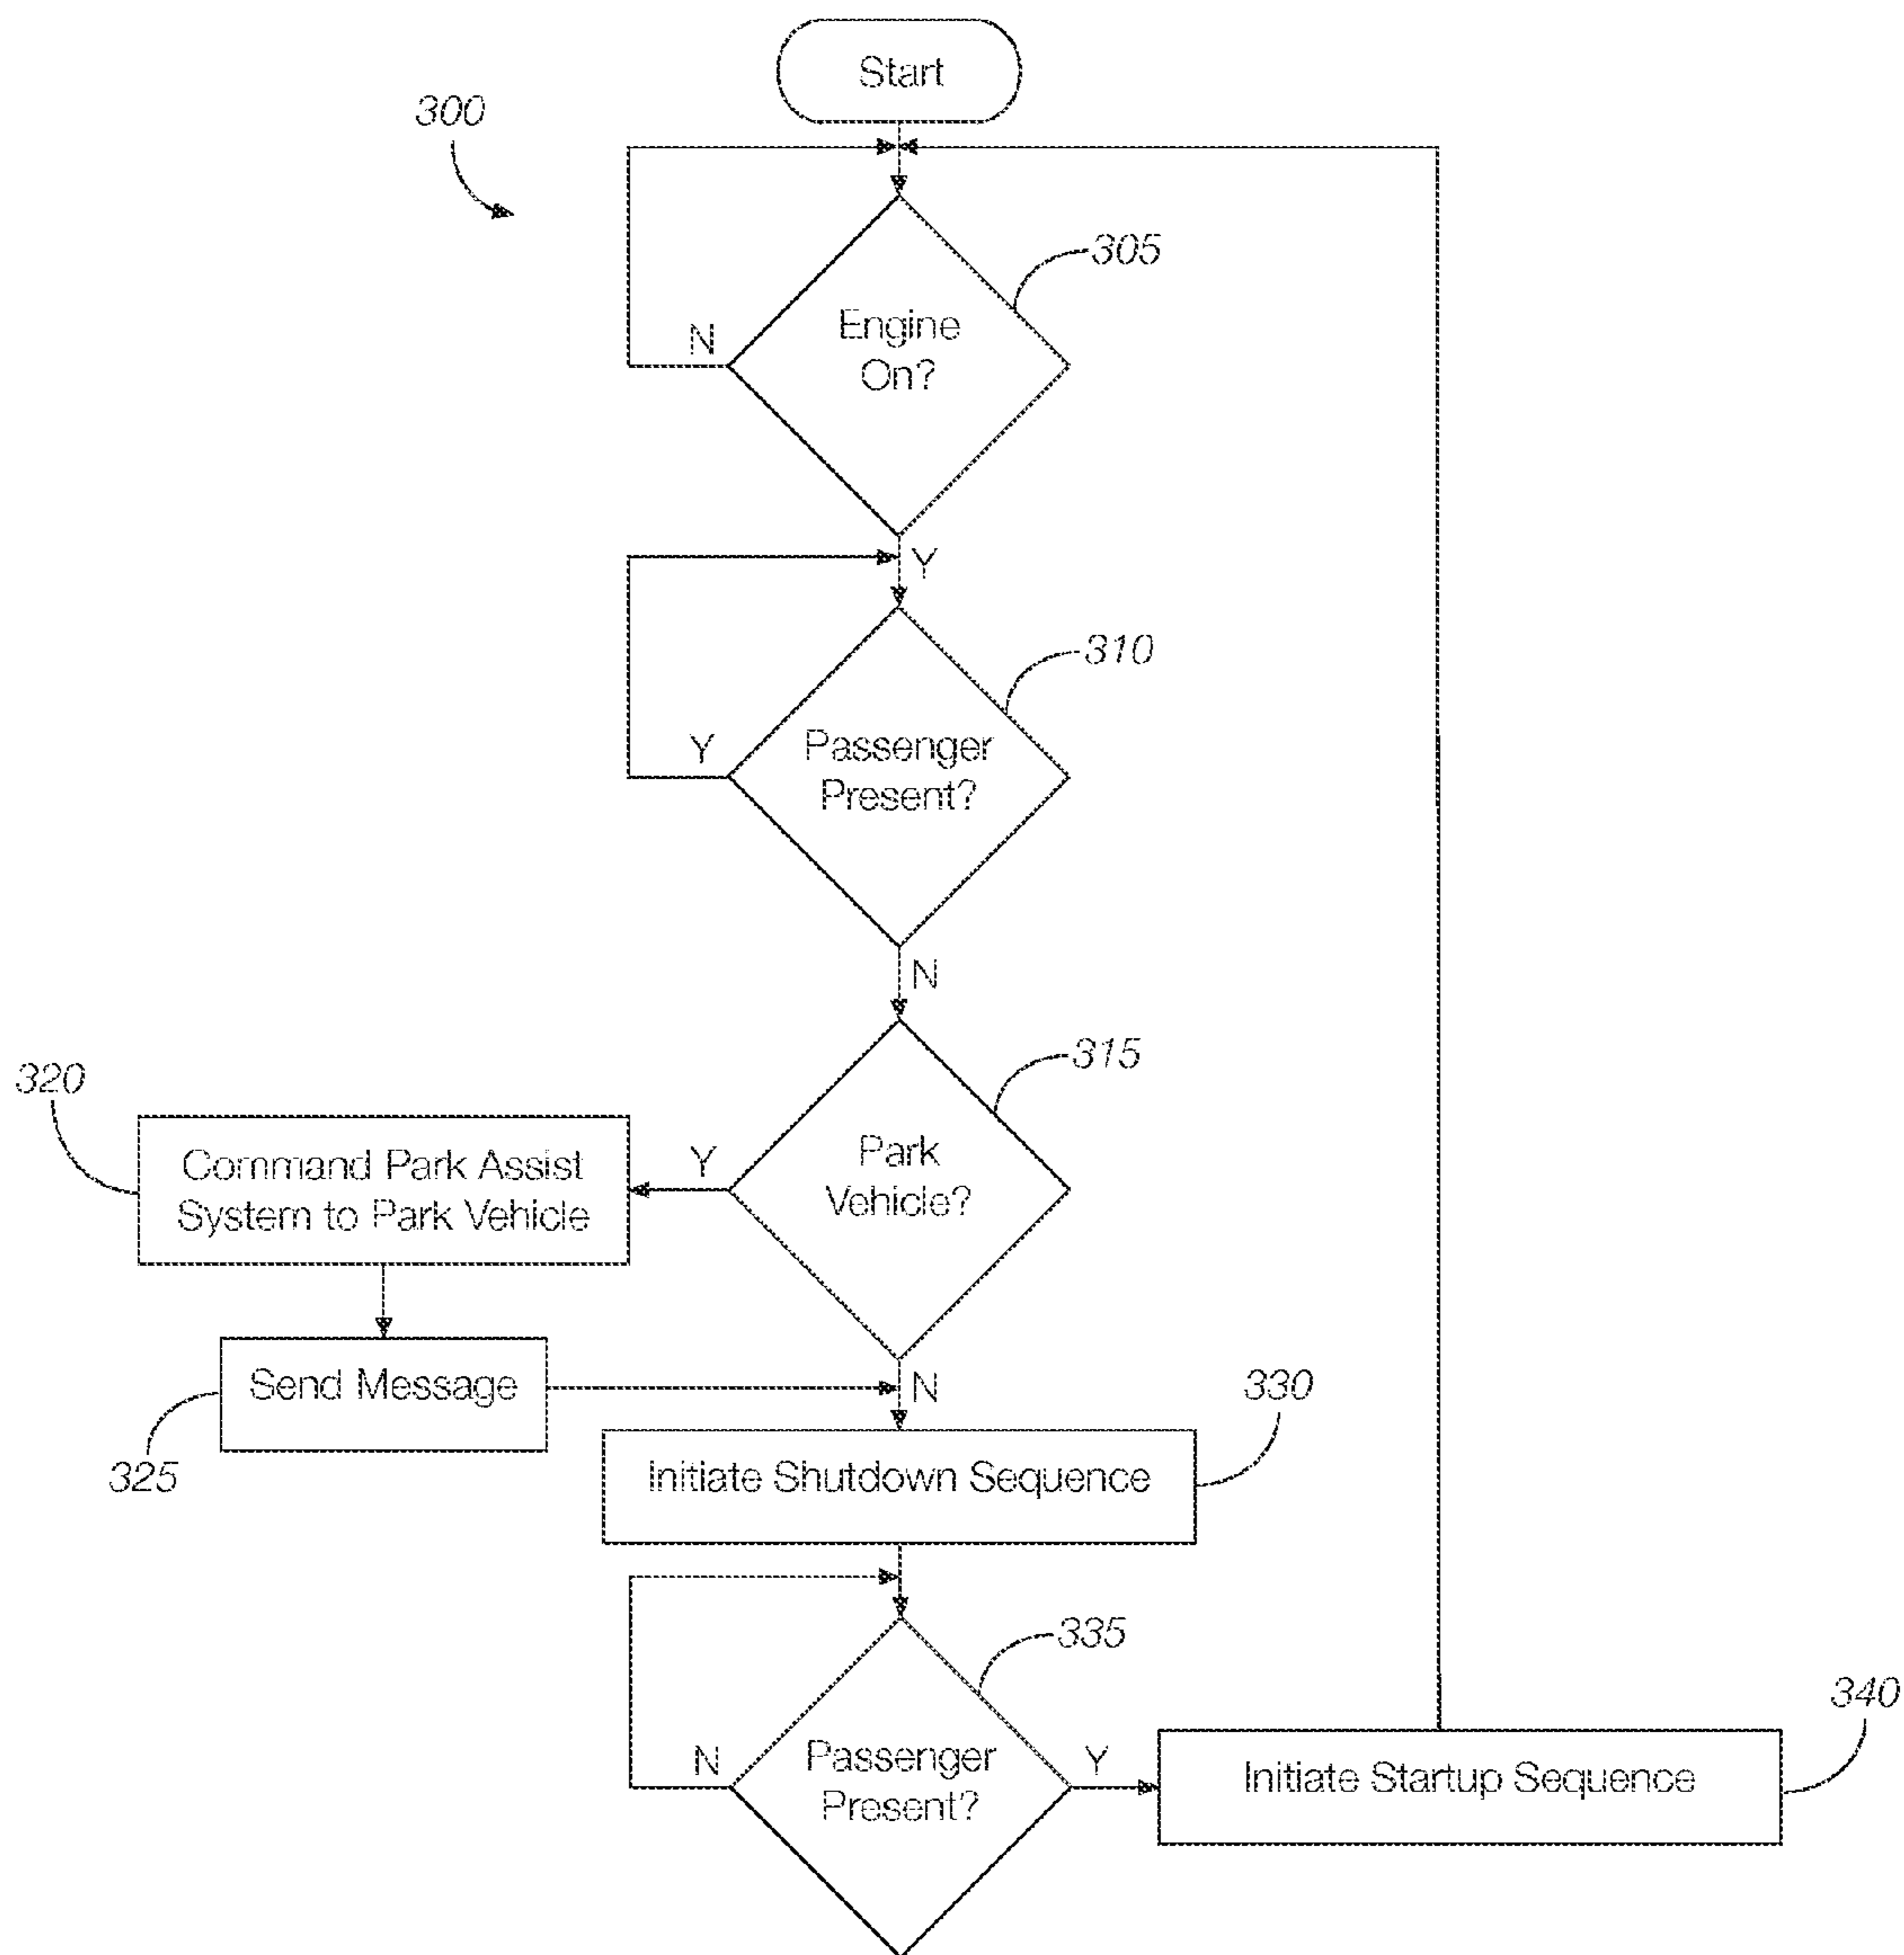 Start
300
305
Engine
On?
N
Y
310
Passenger
Present?
Y
N
315
Park
Vehicle?
Y
320
Command Park Assist
System to Park Vehicle
Send Message
325
N
330
Initiate Shutdown Sequence
335
Passenger
Present?
N
Y
340
Initiate Startup Sequence